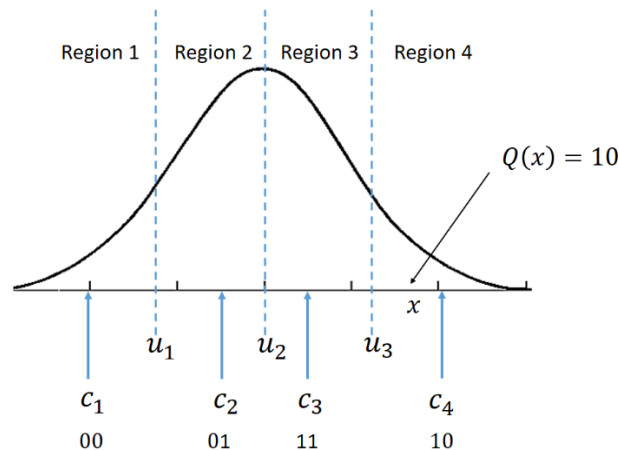 Region 1 Region 2 Region 3 Region 4
Q(x) = 10
x
u₁ u₂ u₃
c₁ c₂ c₃ c₄
00 01 11 10